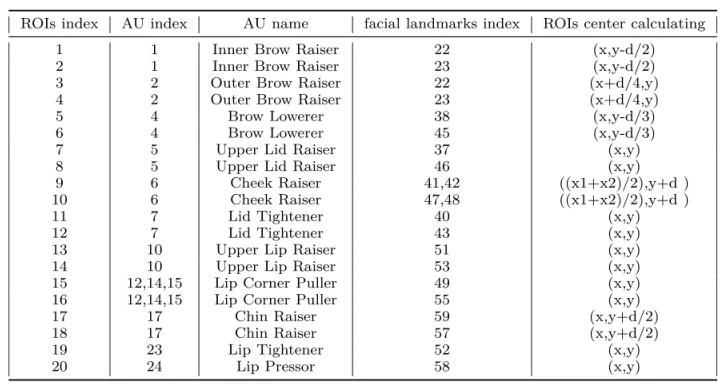 ROIs index | AU index | AU name | facial landmarks index | ROIs center calculating
1 | 1 | Inner Brow Raiser | 22 | (x,y-d/2)
2 | 1 | Inner Brow Raiser | 23 | (x,y-d/2)
3 | 2 | Outer Brow Raiser | 22 | (x+d/4,y)
4 | 2 | Outer Brow Raiser | 23 | (x+d/4,y)
5 | 4 | Brow Lowerer | 38 | (x,y-d/3)
6 | 4 | Brow Lowerer | 45 | (x,y-d/3)
7 | 5 | Upper Lid Raiser | 37 | (x,y)
8 | 5 | Upper Lid Raiser | 46 | (x,y)
9 | 6 | Cheek Raiser | 41,42 | ((x1+x2)/2),y+d )
10 | 6 | Cheek Raiser | 47,48 | ((x1+x2)/2),y+d )
11 | 7 | Lid Tightener | 40 | (x,y)
12 | 7 | Lid Tightener | 43 | (x,y)
13 | 10 | Upper Lip Raiser | 51 | (x,y)
14 | 10 | Upper Lip Raiser | 53 | (x,y)
15 | 12,14,15 | Lip Corner Puller | 49 | (x,y)
16 | 12,14,15 | Lip Corner Puller | 55 | (x,y)
17 | 17 | Chin Raiser | 59 | (x,y+d/2)
18 | 17 | Chin Raiser | 57 | (x,y+d/2)
19 | 23 | Lip Tightener | 52 | (x,y)
20 | 24 | Lip Pressor | 58 | (x,y)